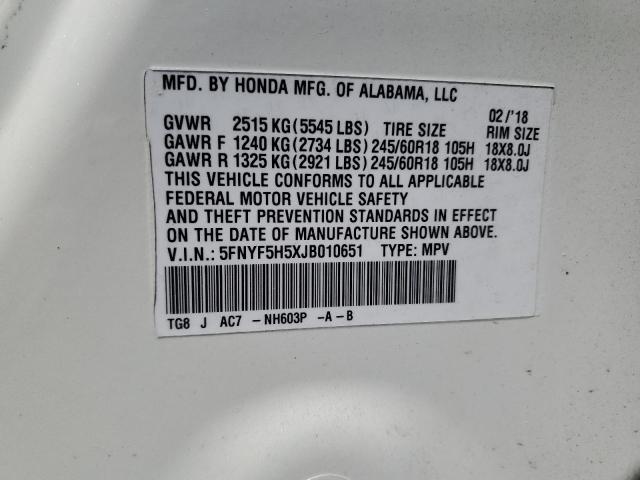 MFD. BY HONDA MFG. OF ALABAMA, LLC
02/'18
GVWR 2515 KG(5545 LBS) TIRE SIZE RIM SIZE
GAWR F 1240 KG(2734 LBS) 245/60R18 105H 18X8.0J
GAWR R 1325 KG(2921 LBS) 245/60R18 105H 18X8.0J
THIS VEHICLE CONFORMS TO ALL APPLICABLE
FEDERAL MOTOR VEHICLE SAFETY
AND THEFT PREVENTION STANDARDS IN EFFECT
ON THE DATE OF MANUFACTURE SHOWN ABOVE.
V.I.N.: 5FNYF5H5XJB010651 TYPE: MPV
TG8 J AC7 - NH603P -A - B